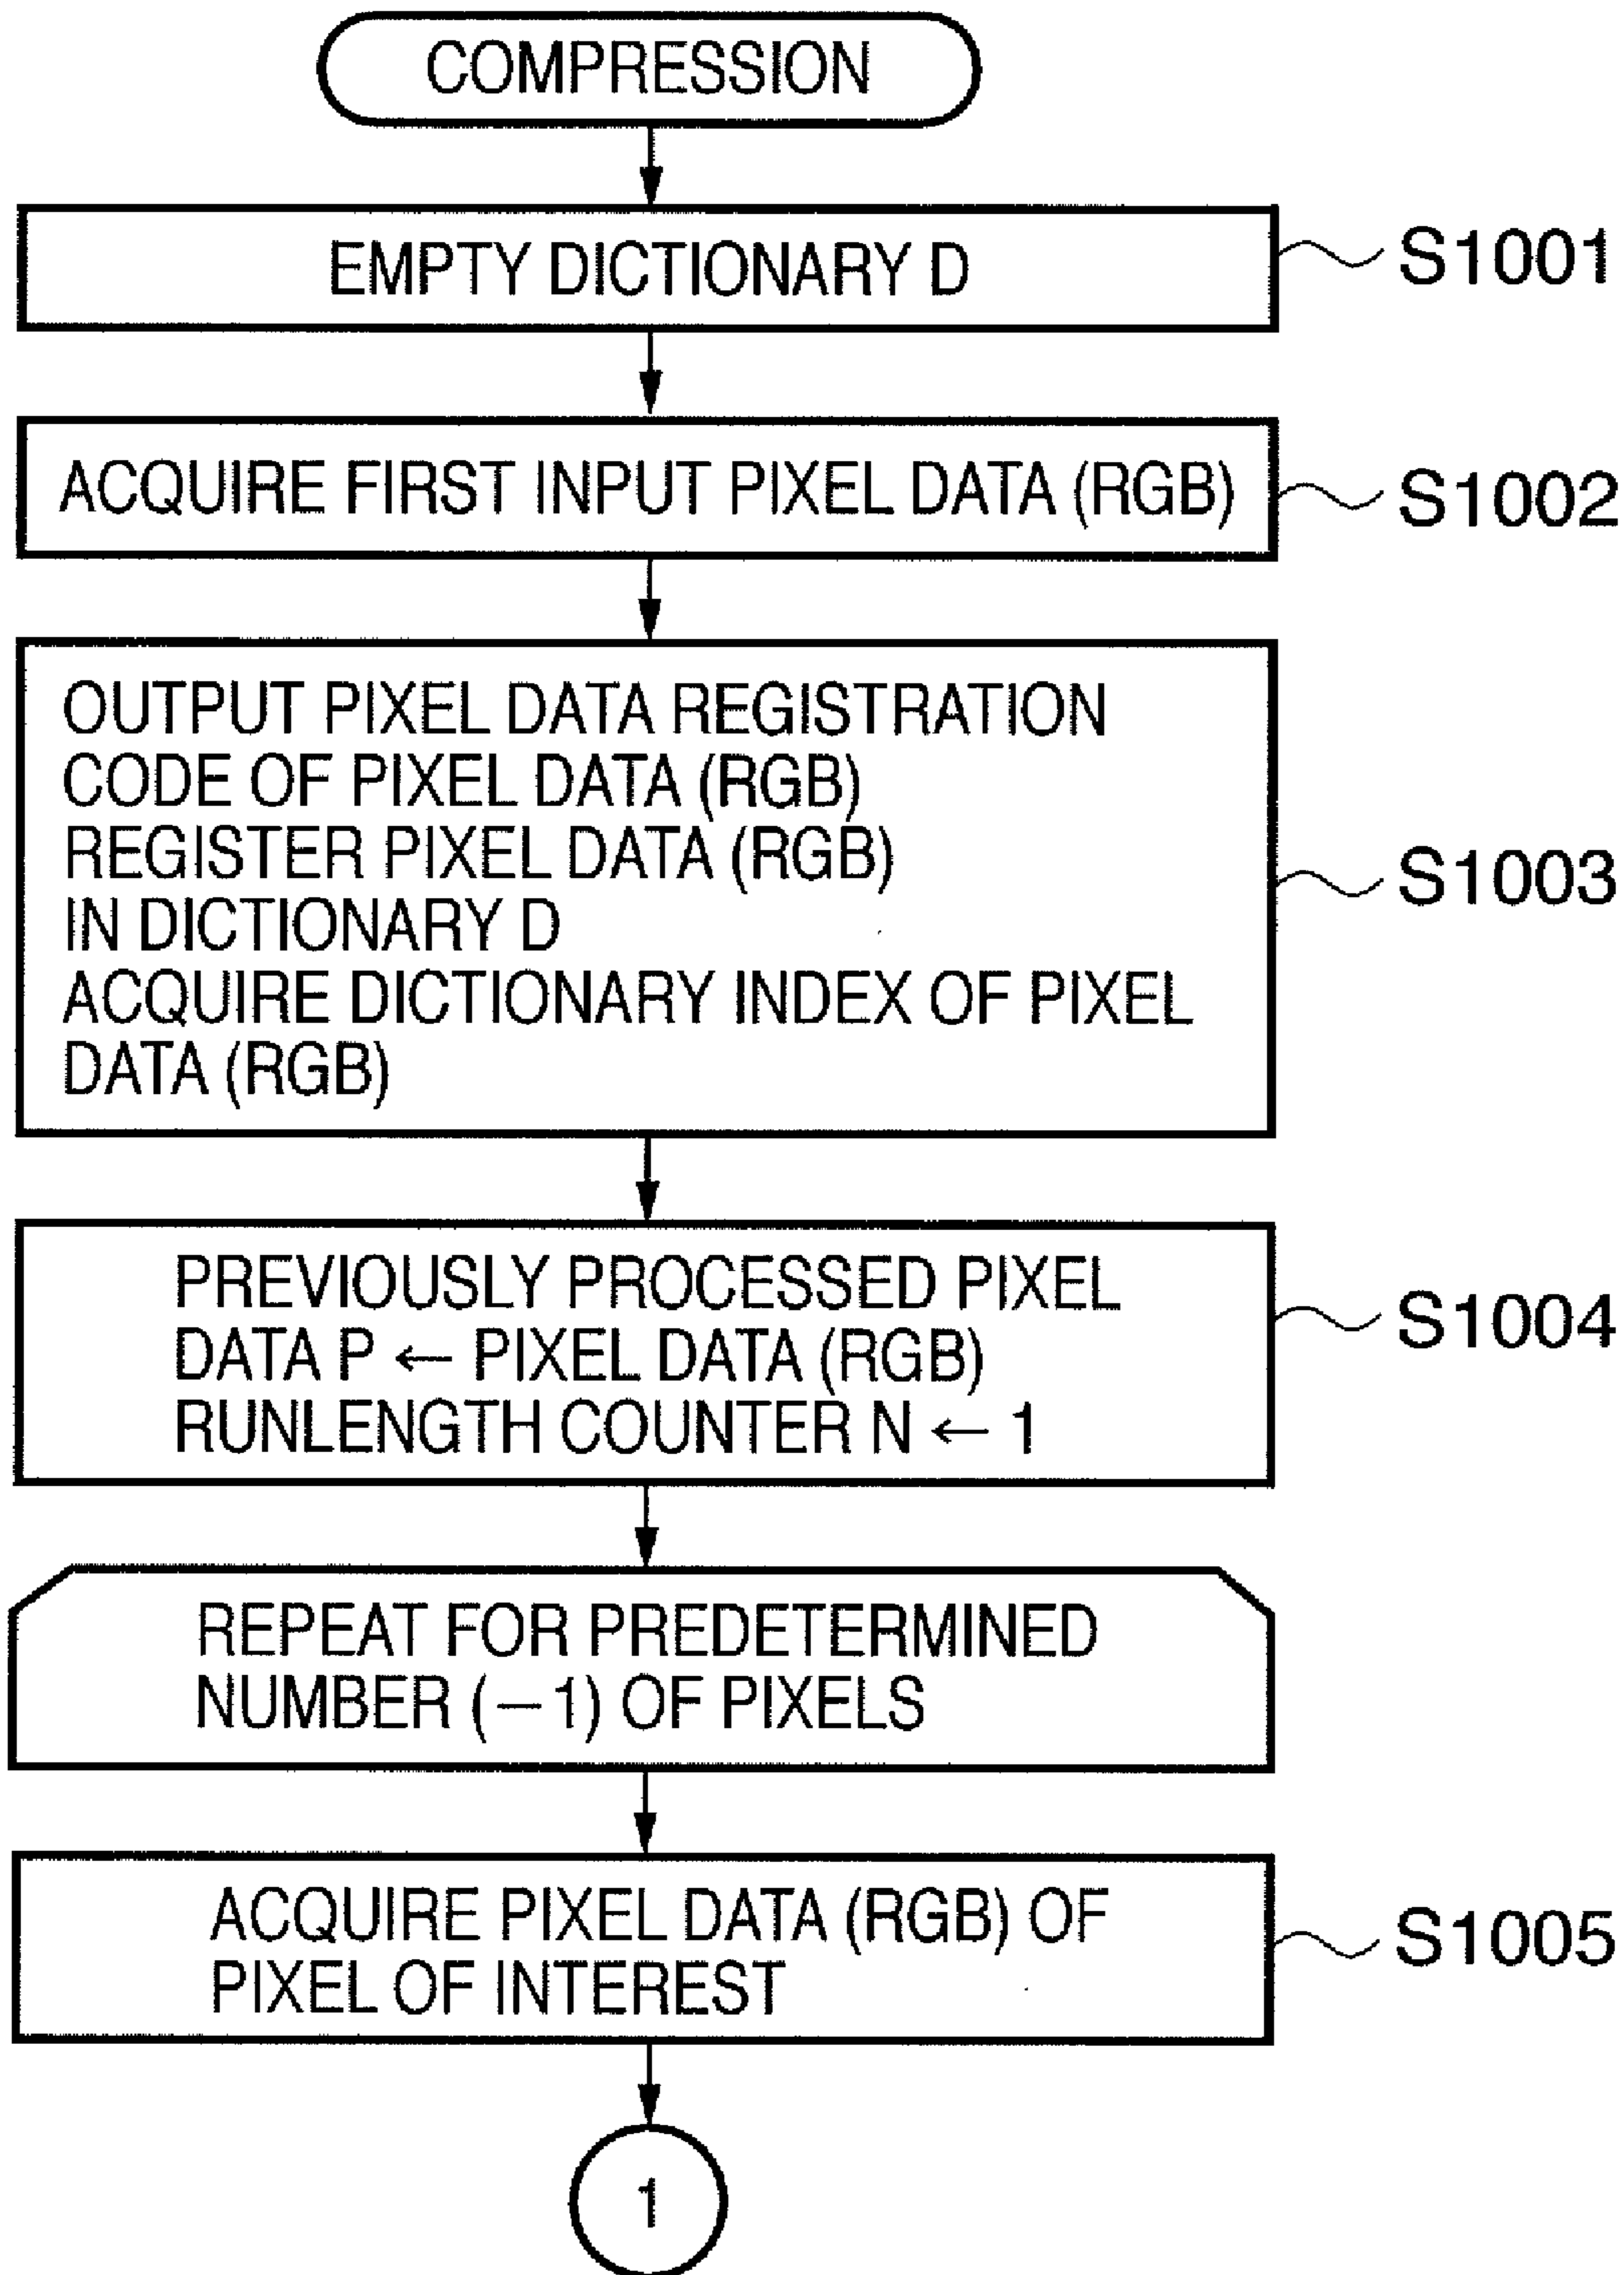 COMPRESSION
EMPTY DICTIONARY D
S1001
ACQUIRE FIRST INPUT PIXEL DATA (RGB)
S1002
OUTPUT PIXEL DATA REGISTRATION
CODE OF PIXEL DATA (RGB)
REGISTER PIXEL DATA (RGB)
IN DICTIONARY D
ACQUIRE DICTIONARY INDEX OF PIXEL
DATA (RGB)
S1003
PREVIOUSLY PROCESSED PIXEL
DATA P ← PIXEL DATA (RGB)
RUNLENGTH COUNTER N ← 1
S1004
REPEAT FOR PREDETERMINED
NUMBER (−1) OF PIXELS
ACQUIRE PIXEL DATA (RGB) OF
PIXEL OF INTEREST
S1005
1